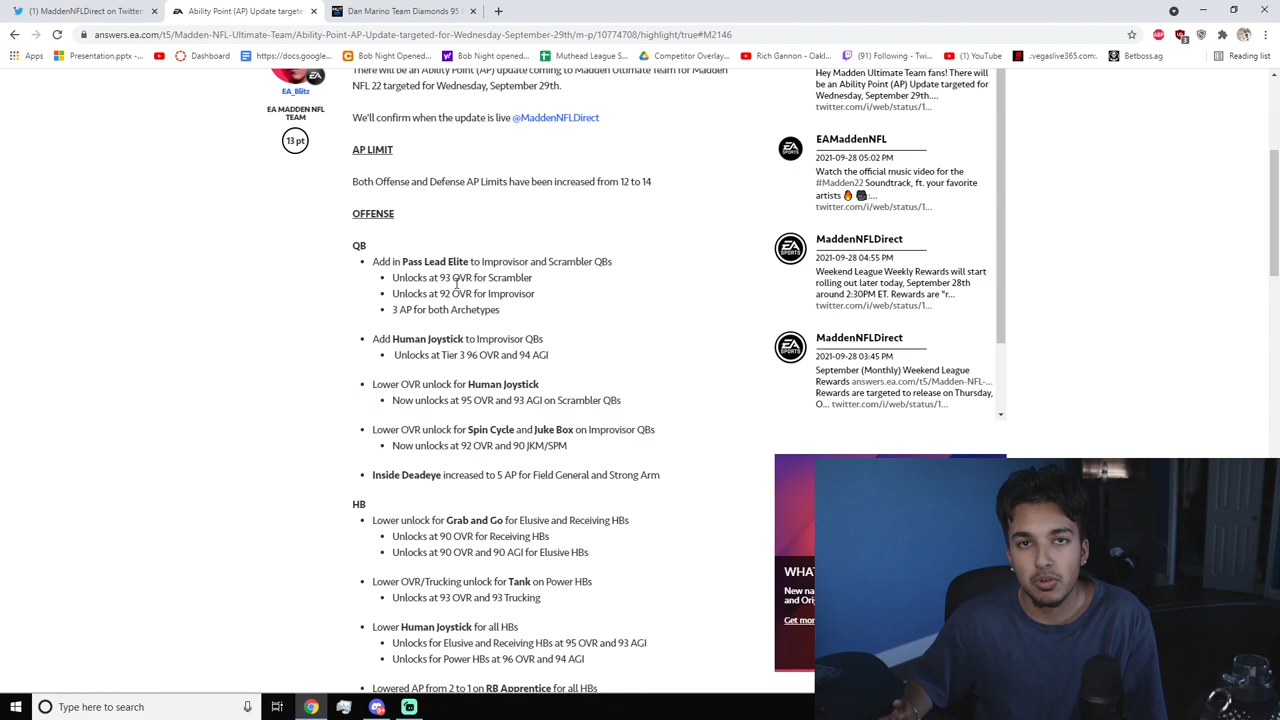 (1) MaddenNFLDirect on Twitter:
Ability Point (AP) Update targete
Dan Marino Team Diamonds 95
answers.ea.com/t5/Madden-NFL-Ultimate-Team/Ability-Point-AP-Update-targeted-for-Wednesday-September-29th/m-p/10774708/highlight/true#M2146
Apps
Presentation.pptx -...
Dashboard
https://docs.google...
Bob Night Opened...
Bob Night opened...
Muthead League S...
Competitor Overlay...
Rich Gannon - Oakl...
(91) Following - Twi...
(1) YouTube
.:vegaslive365.com:...
Betboss.ag
Reading list
There will be an Ability Point (AP) update coming to Madden Ultimate Team for Madden
NFL 22 targeted for Wednesday, September 29th.
EA_Blitz
EA MADDEN NFL
TEAM
13 pt
We'll confirm when the update is live @MaddenNFLDirect
AP LIMIT
Both Offense and Defense AP Limits have been increased from 12 to 14
OFFENSE
QB
Add in Pass Lead Elite to Improvisor and Scrambler QBs
Unlocks at 93 OVR for Scrambler
Unlocks at 92 OVR for Improvisor
3 AP for both Archetypes
Add Human Joystick to Improvisor QBs
Unlocks at Tier 3 96 OVR and 94 AGI
Lower OVR unlock for Human Joystick
Now unlocks at 95 OVR and 93 AGI on Scrambler QBs
Lower OVR unlock for Spin Cycle and Juke Box on Improvisor QBs
Now unlocks at 92 OVR and 90 JKM/SPM
Inside Deadeye increased to 5 AP for Field General and Strong Arm
HB
Lower unlock for Grab and Go for Elusive and Receiving HBs
Unlocks at 90 OVR for Receiving HBs
Unlocks at 90 OVR and 90 AGI for Elusive HBs
Lower OVR/Trucking unlock for Tank on Power HBs
Unlocks at 93 OVR and 93 Trucking
Lower Human Joystick for all HBs
Unlocks for Elusive and Receiving HBs at 95 OVR and 93 AGI
Unlocks for Power HBs at 96 OVR and 94 AGI
Lowered AP from 2 to 1 on RB Apprentice for all HBs
Hey Madden Ultimate Team fans! There will
be an Ability Point (AP) Update targeted for
Wednesday, September 29th....
twitter.com/i/web/status/1...
EAMaddenNFL
2021-09-28 05:02 PM
Watch the official music video for the
#Madden22 Soundtrack, ft. your favorite
artists 🔥 :...
twitter.com/i/web/status/1...
MaddenNFLDirect
2021-09-28 04:55 PM
Weekend League Weekly Rewards will start
rolling out later today, September 28th
around 2:30PM ET. Rewards are "r...
twitter.com/i/web/status/1...
MaddenNFLDirect
2021-09-28 03:45 PM
September (Monthly) Weekend League
Rewards answers.ea.com/t5/Madden-NFL-...
Rewards are targeted to release on Thursday,
O... twitter.com/i/web/status/1...
WHA
New na
and Ori
Get mor
Type here to search